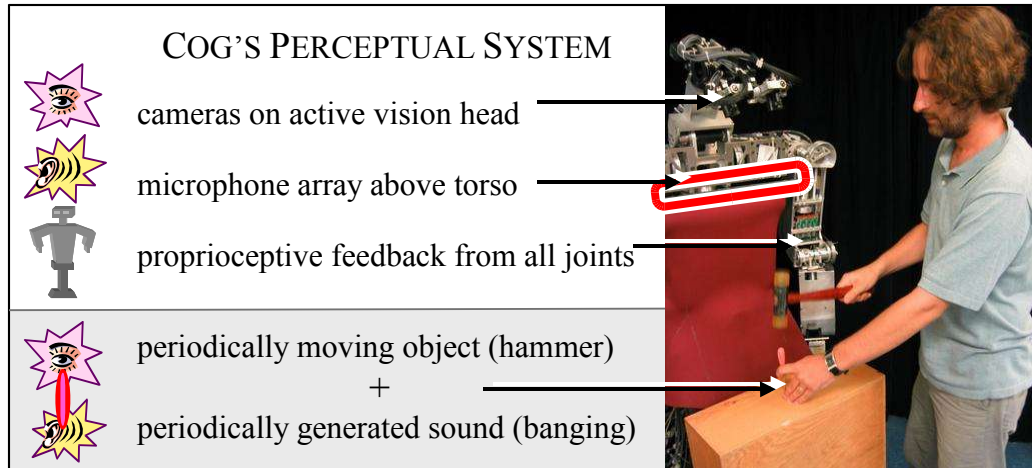 COG'S PERCEPTUAL SYSTEM
cameras on active vision head
microphone array above torso
proprioceptive feedback from all joints
periodically moving object (hammer)
+
periodically generated sound (banging)